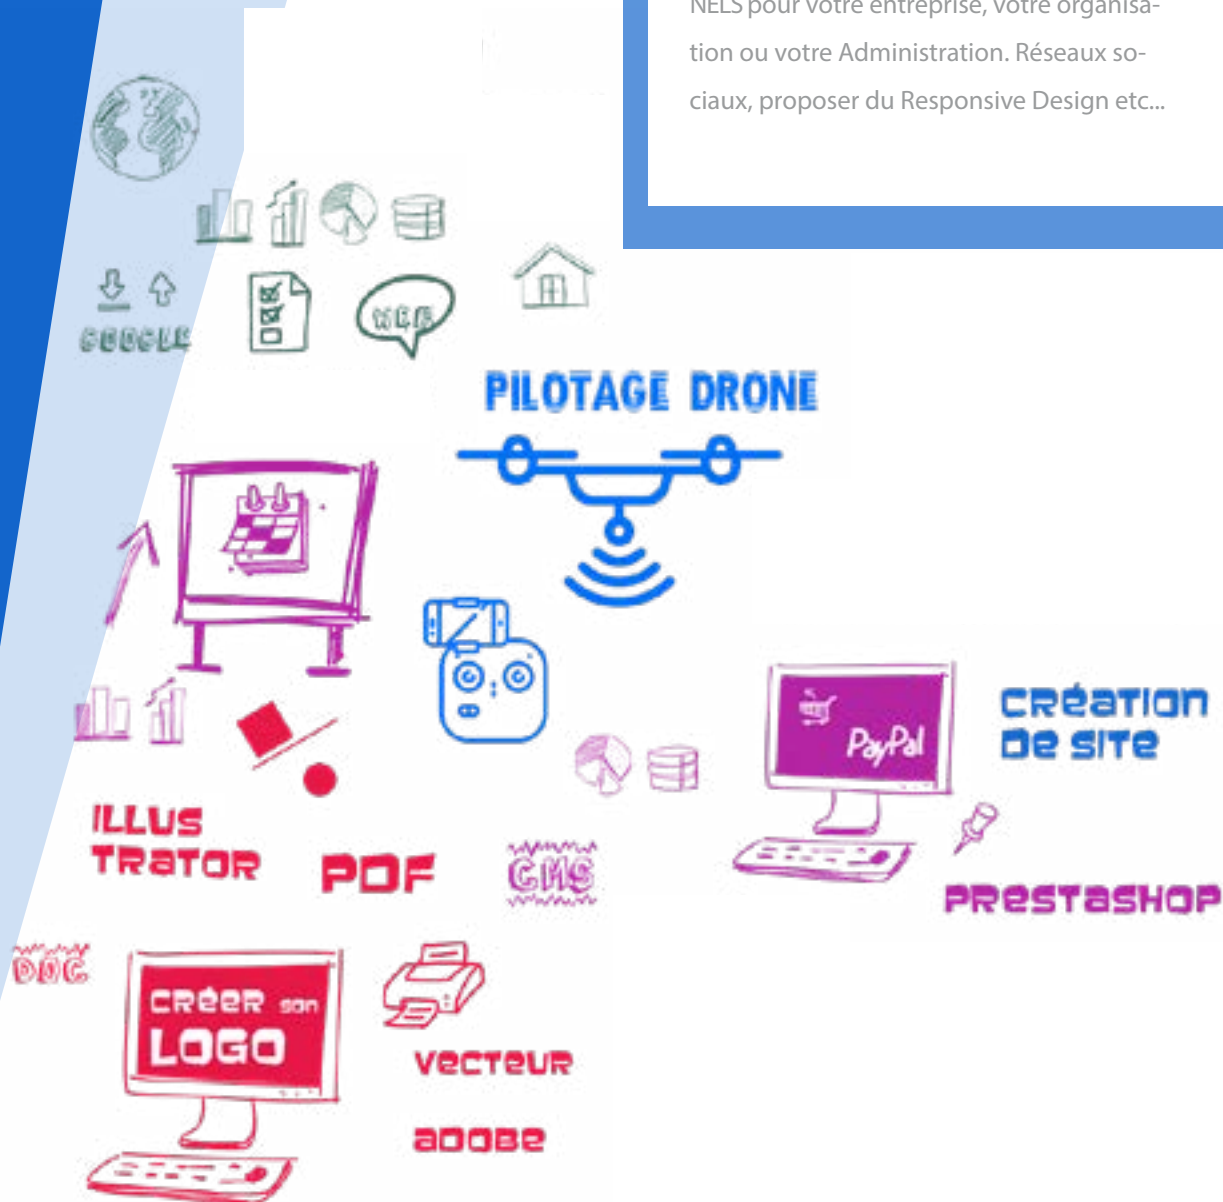 NELS pour votre entreprise, votre organisa-
tion ou votre Administration. Réseaux so-
ciaux, proposer du Responsive Design etc...
GOOGLE
WEB
PILOTAGE DRONE
PayPal
CRÉATION
DE SITE
ILLUS
TRATOR
PDF
CMS
PRESTASHOP
DOC
CRÉER son
LOGO
VECTEUR
ADOBE